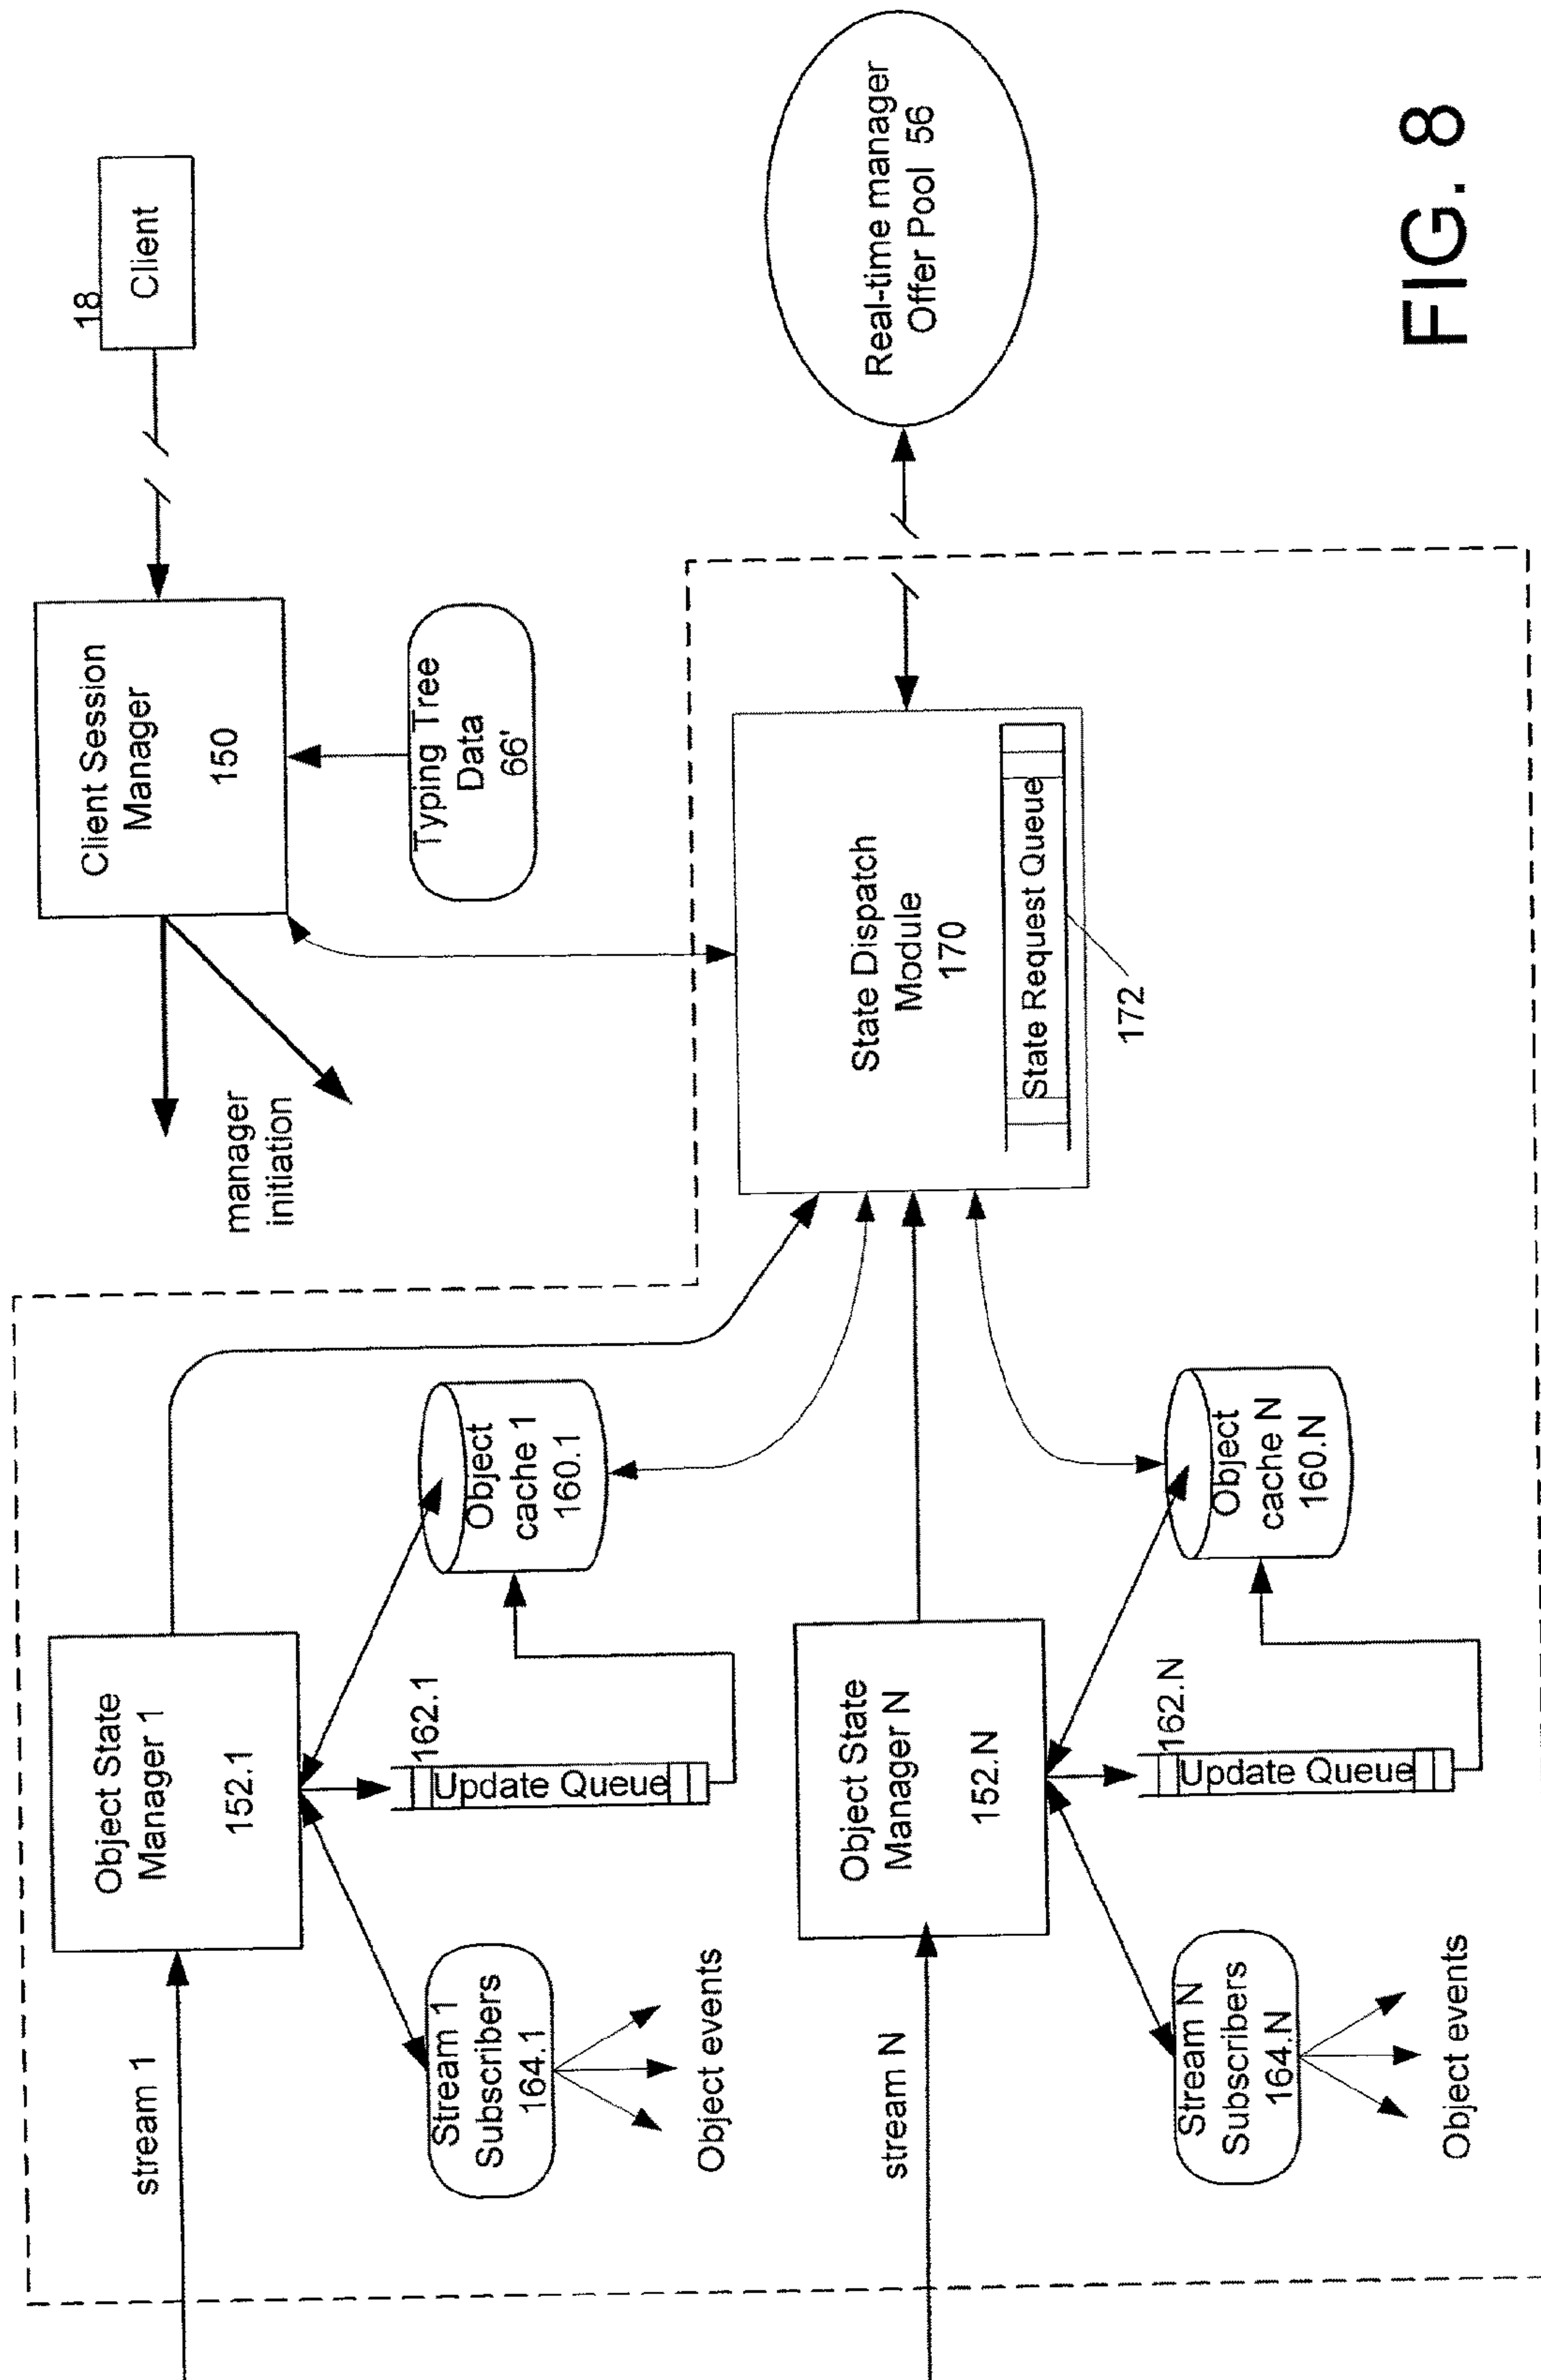 18
Client
Client Session
Manager
150
manager
initiation
Typing Tree
Data
66'
stream 1
Object State
Manager 1
152.1
162.1
Update Queue
Object
cache 1
160.1
Stream 1
Subscribers
164.1
Object events
State Dispatch
Module
170
State Request Queue
172
Real-time manager
Offer Pool 56
stream N
Object State
Manager N
152.N
162.N
Update Queue
Object
cache N
160.N
Stream N
Subscribers
164.N
Object events
FIG. 8